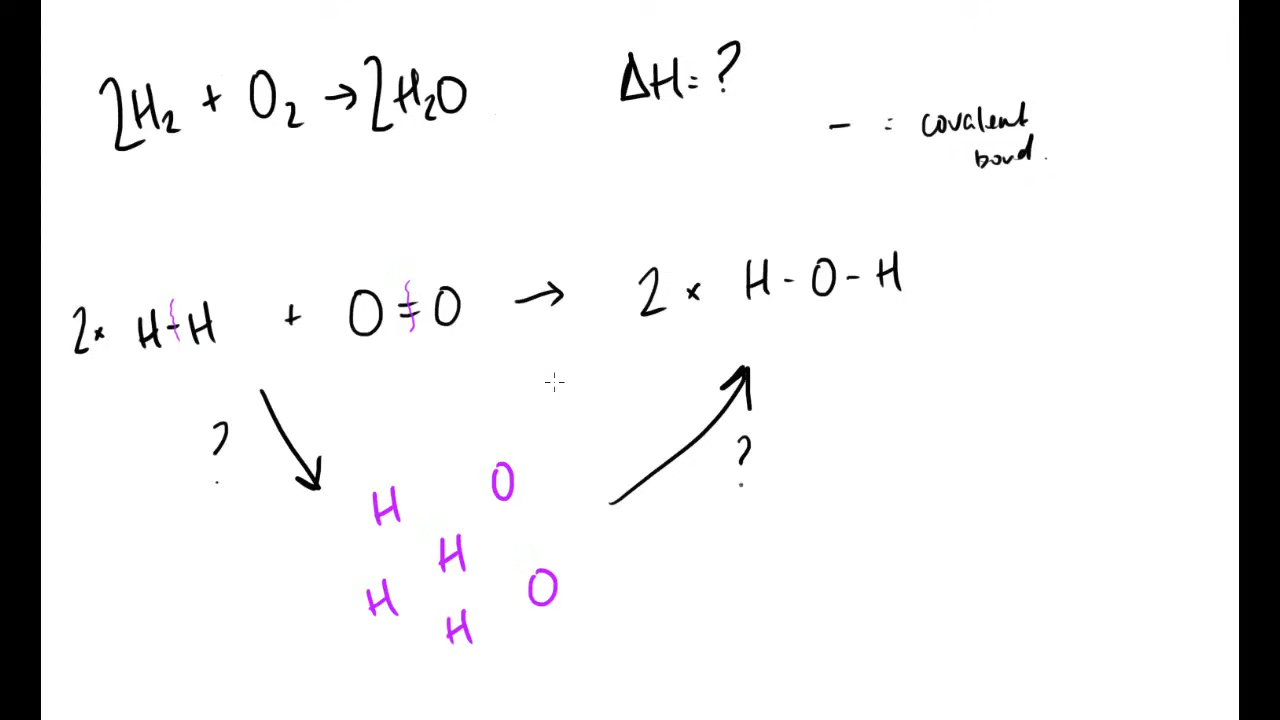 2H₂ + O₂ → 2H₂O
ΔH = ?
– = covalent
bond.
2 × H-H + O=O → 2 × H-O-H
?
?
H
O
H
H
O
H